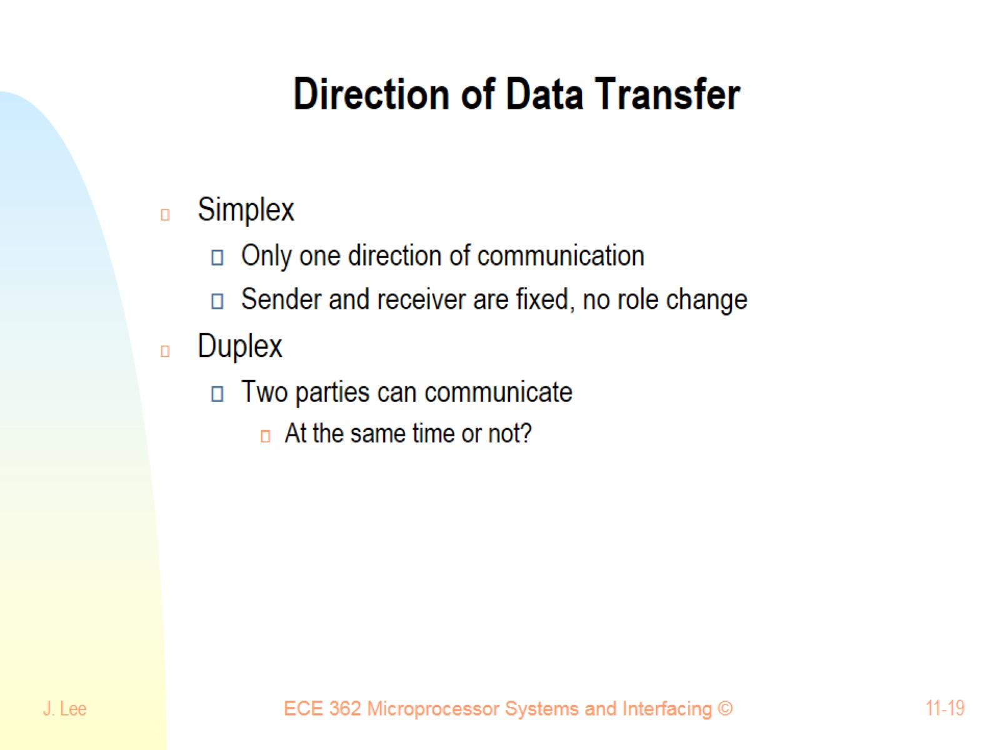 Direction of Data Transfer
Simplex
Only one direction of communication
Sender and receiver are fixed, no role change
Duplex
Two parties can communicate
At the same time or not?
J. Lee
ECE 362 Microprocessor Systems and Interfacing ©
11-19